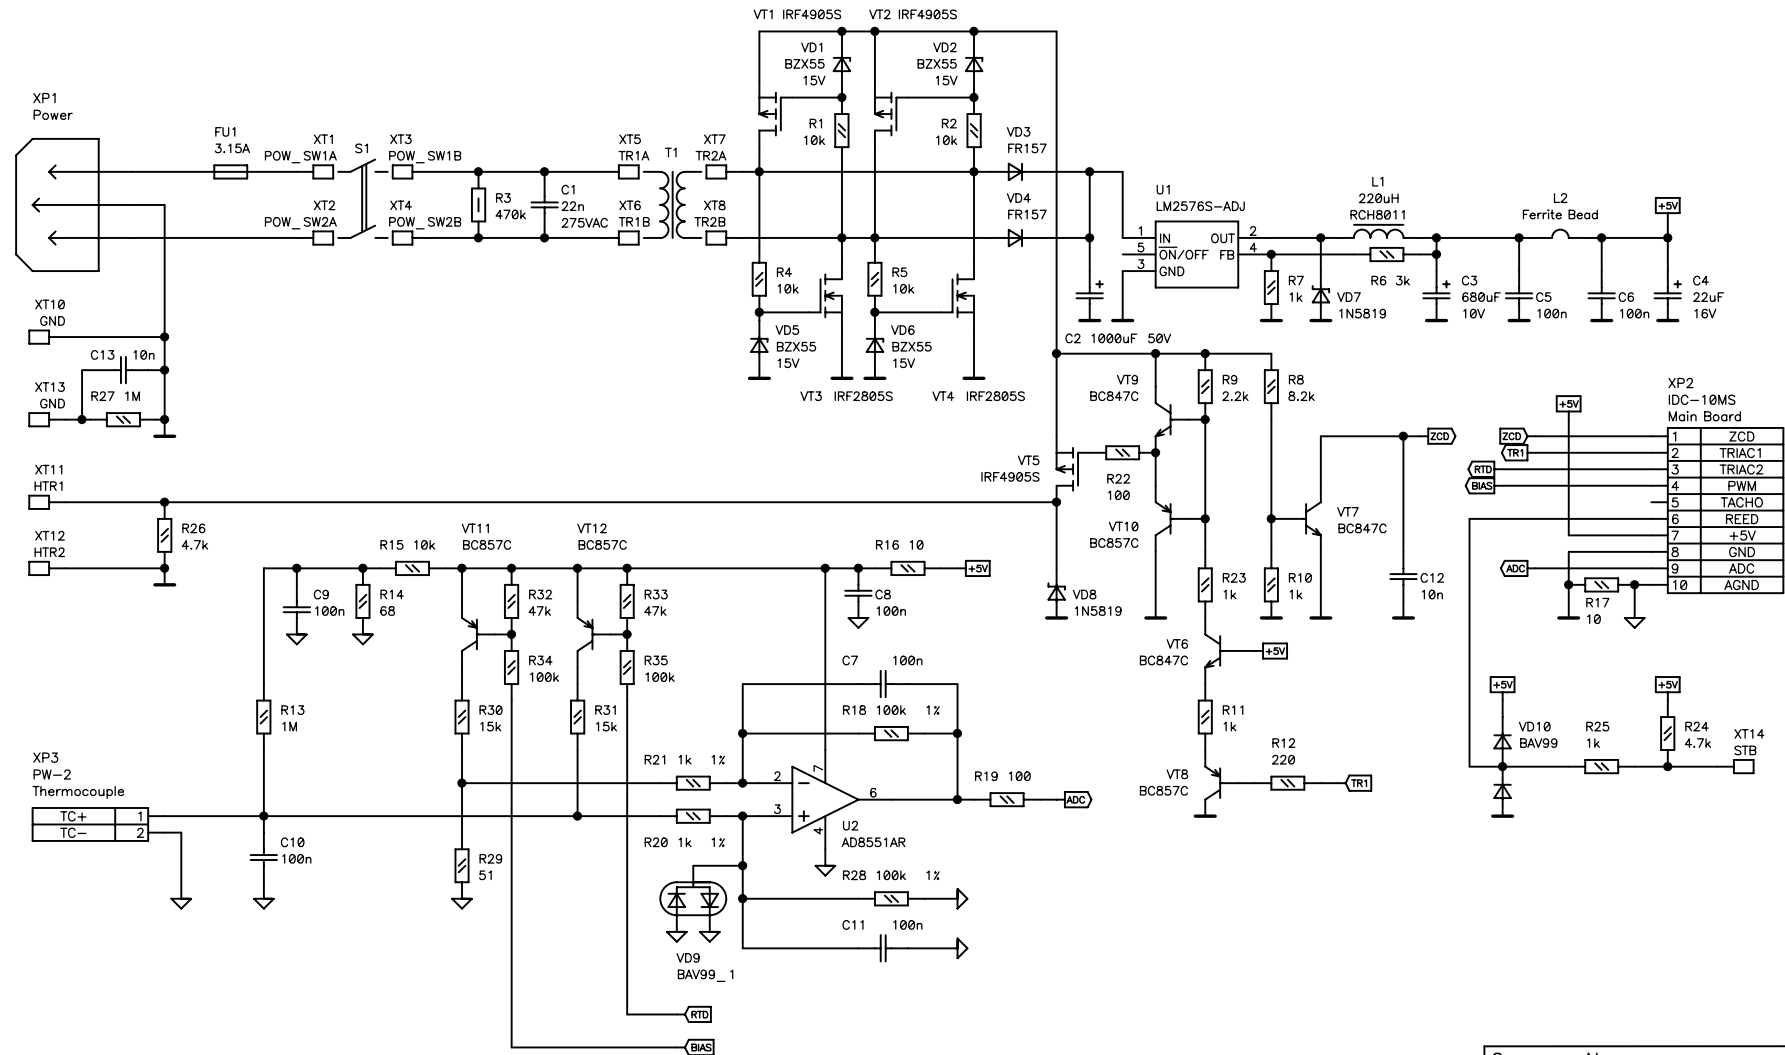 VT1 IRF4905S
VT2 IRF4905S
VD1
BZX55
15V
VD2
BZX55
15V
XP1
Power
FU1
3.15A
XT1
POW_SW1A
S1
XT3
POW_SW1B
XT5
TR1A
T1
XT7
TR2A
R1
10k
R2
10k
VD3
FR157
XT2
POW_SW2A
XT4
POW_SW2B
R3
470k
C1
22n
275VAC
XT6
TR1B
XT8
TR2B
VD4
FR157
U1
LM2576S-ADJ
1 IN OUT 2
5 ON/OFF FB 4
3 GND
L1
220uH
RCH8011
L2
Ferrite Bead
+5V
R4
10k
R5
10k
R7
1k
R6 3k
VD7
1N5819
C3
680uF
10V
C5
100n
C6
100n
C4
22uF
16V
XT10
GND
C13 10n
XT13
GND
R27 1M
VD5
BZX55
15V
VD6
BZX55
15V
VT3 IRF2805S
VT4 IRF2805S
C2 1000uF 50V
VT9
BC847C
R9
2.2k
R8
8.2k
ZCD
+5V
XP2
IDC-10MS
Main Board
ZCD 1 ZCD
TR1 2 TRIAC1
RTD 3 TRIAC2
BIAS 4 PWM
5 TACHO
6 REED
7 +5V
8 GND
ADC 9 ADC
10 AGND
R17
10
XT11
HTR1
XT12
HTR2
R26
4.7k
VT5
IRF4905S
R22
100
VT10
BC857C
VT7
BC847C
R15 10k
VT11
BC857C
VT12
BC857C
R16 10
+5V
C9
100n
R14
68
R32
47k
R33
47k
C8
100n
VD8
1N5819
R23
1k
R10
1k
C12
10n
R34
100k
R35
100k
C7 100n
VT6
BC847C
+5V
R13
1M
R30
15k
R31
15k
R18 100k 1%
R11
1k
+5V
+5V
VD10
BAV99
R25
1k
R24
4.7k
XT14
STB
XP3
PW-2
Thermocouple
TC+ 1
TC- 2
R21 1k 1%
2
7
3
4
6
R19 100
ADC
R12
220
VT8
BC857C
TR1
R20 1k 1%
U2
AD8551AR
C10
100n
R29
51
R28 100k 1%
C11 100n
VD9
BAV99_1
RTD
BIAS